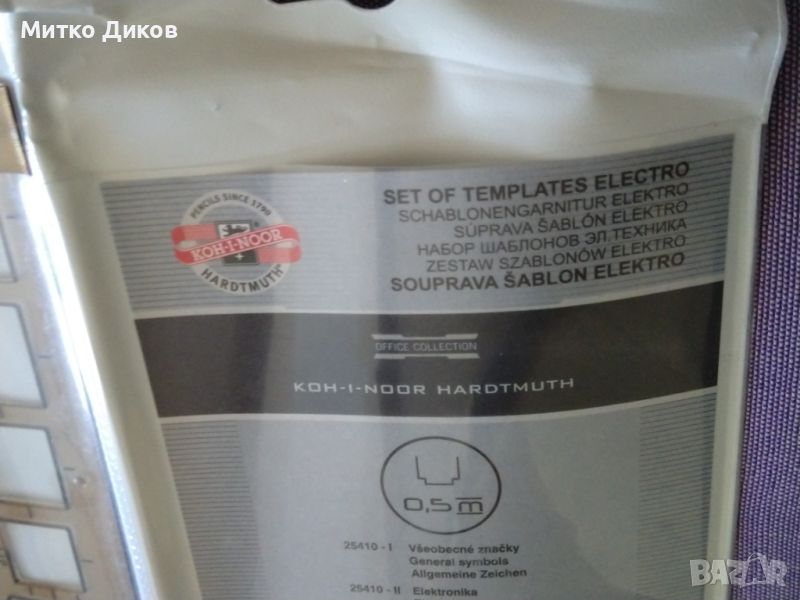 Митко Диков
PENCILS SINCE 1790
KOH-I-NOOR
®
HARDTMUTH
SET OF TEMPLATES ELECTRO
SCHABLONENGARNITUR ELEKTRO
SÚPRAVA ŠABLÓN ELEKTRO
НАБОР ШАБЛОНОВ ЭЛ.ТЕХНИКА
ZESTAW SZABLONÓW ELEKTRO
SOUPRAVA ŠABLON ELEKTRO
OFFICE COLLECTION
KOH-I-NOOR HARDTMUTH
0,5 m
25410 - I Všeobecné značky
General symbols
Allgemeine Zeichen
25410 - II Elektronika
BAZAR